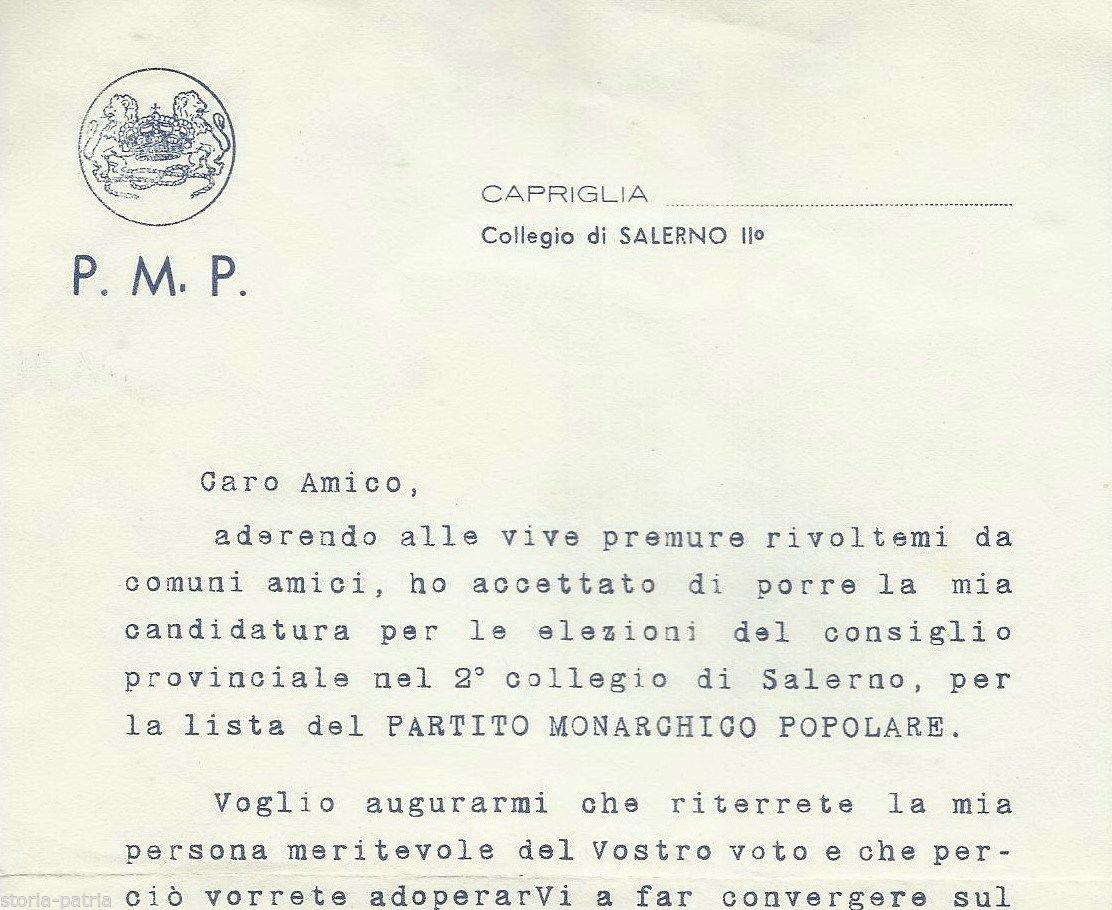 P. M. P.
CAPRIGLIA
Collegio di SALERNO IIº
Caro Amico,
aderendo alle vive premure rivoltemi da
comuni amici, ho accettato di porre la mia
candidatura per le elezioni del consiglio
provinciale nel 2° collegio di Salerno, per
la lista del PARTITO MONARCHICO POPOLARE.
Voglio augurarmi che riterrete la mia
persona meritevole del Vostro voto e che per-
ciò vorrete adoperarVi a far convergere sul
storia-patria